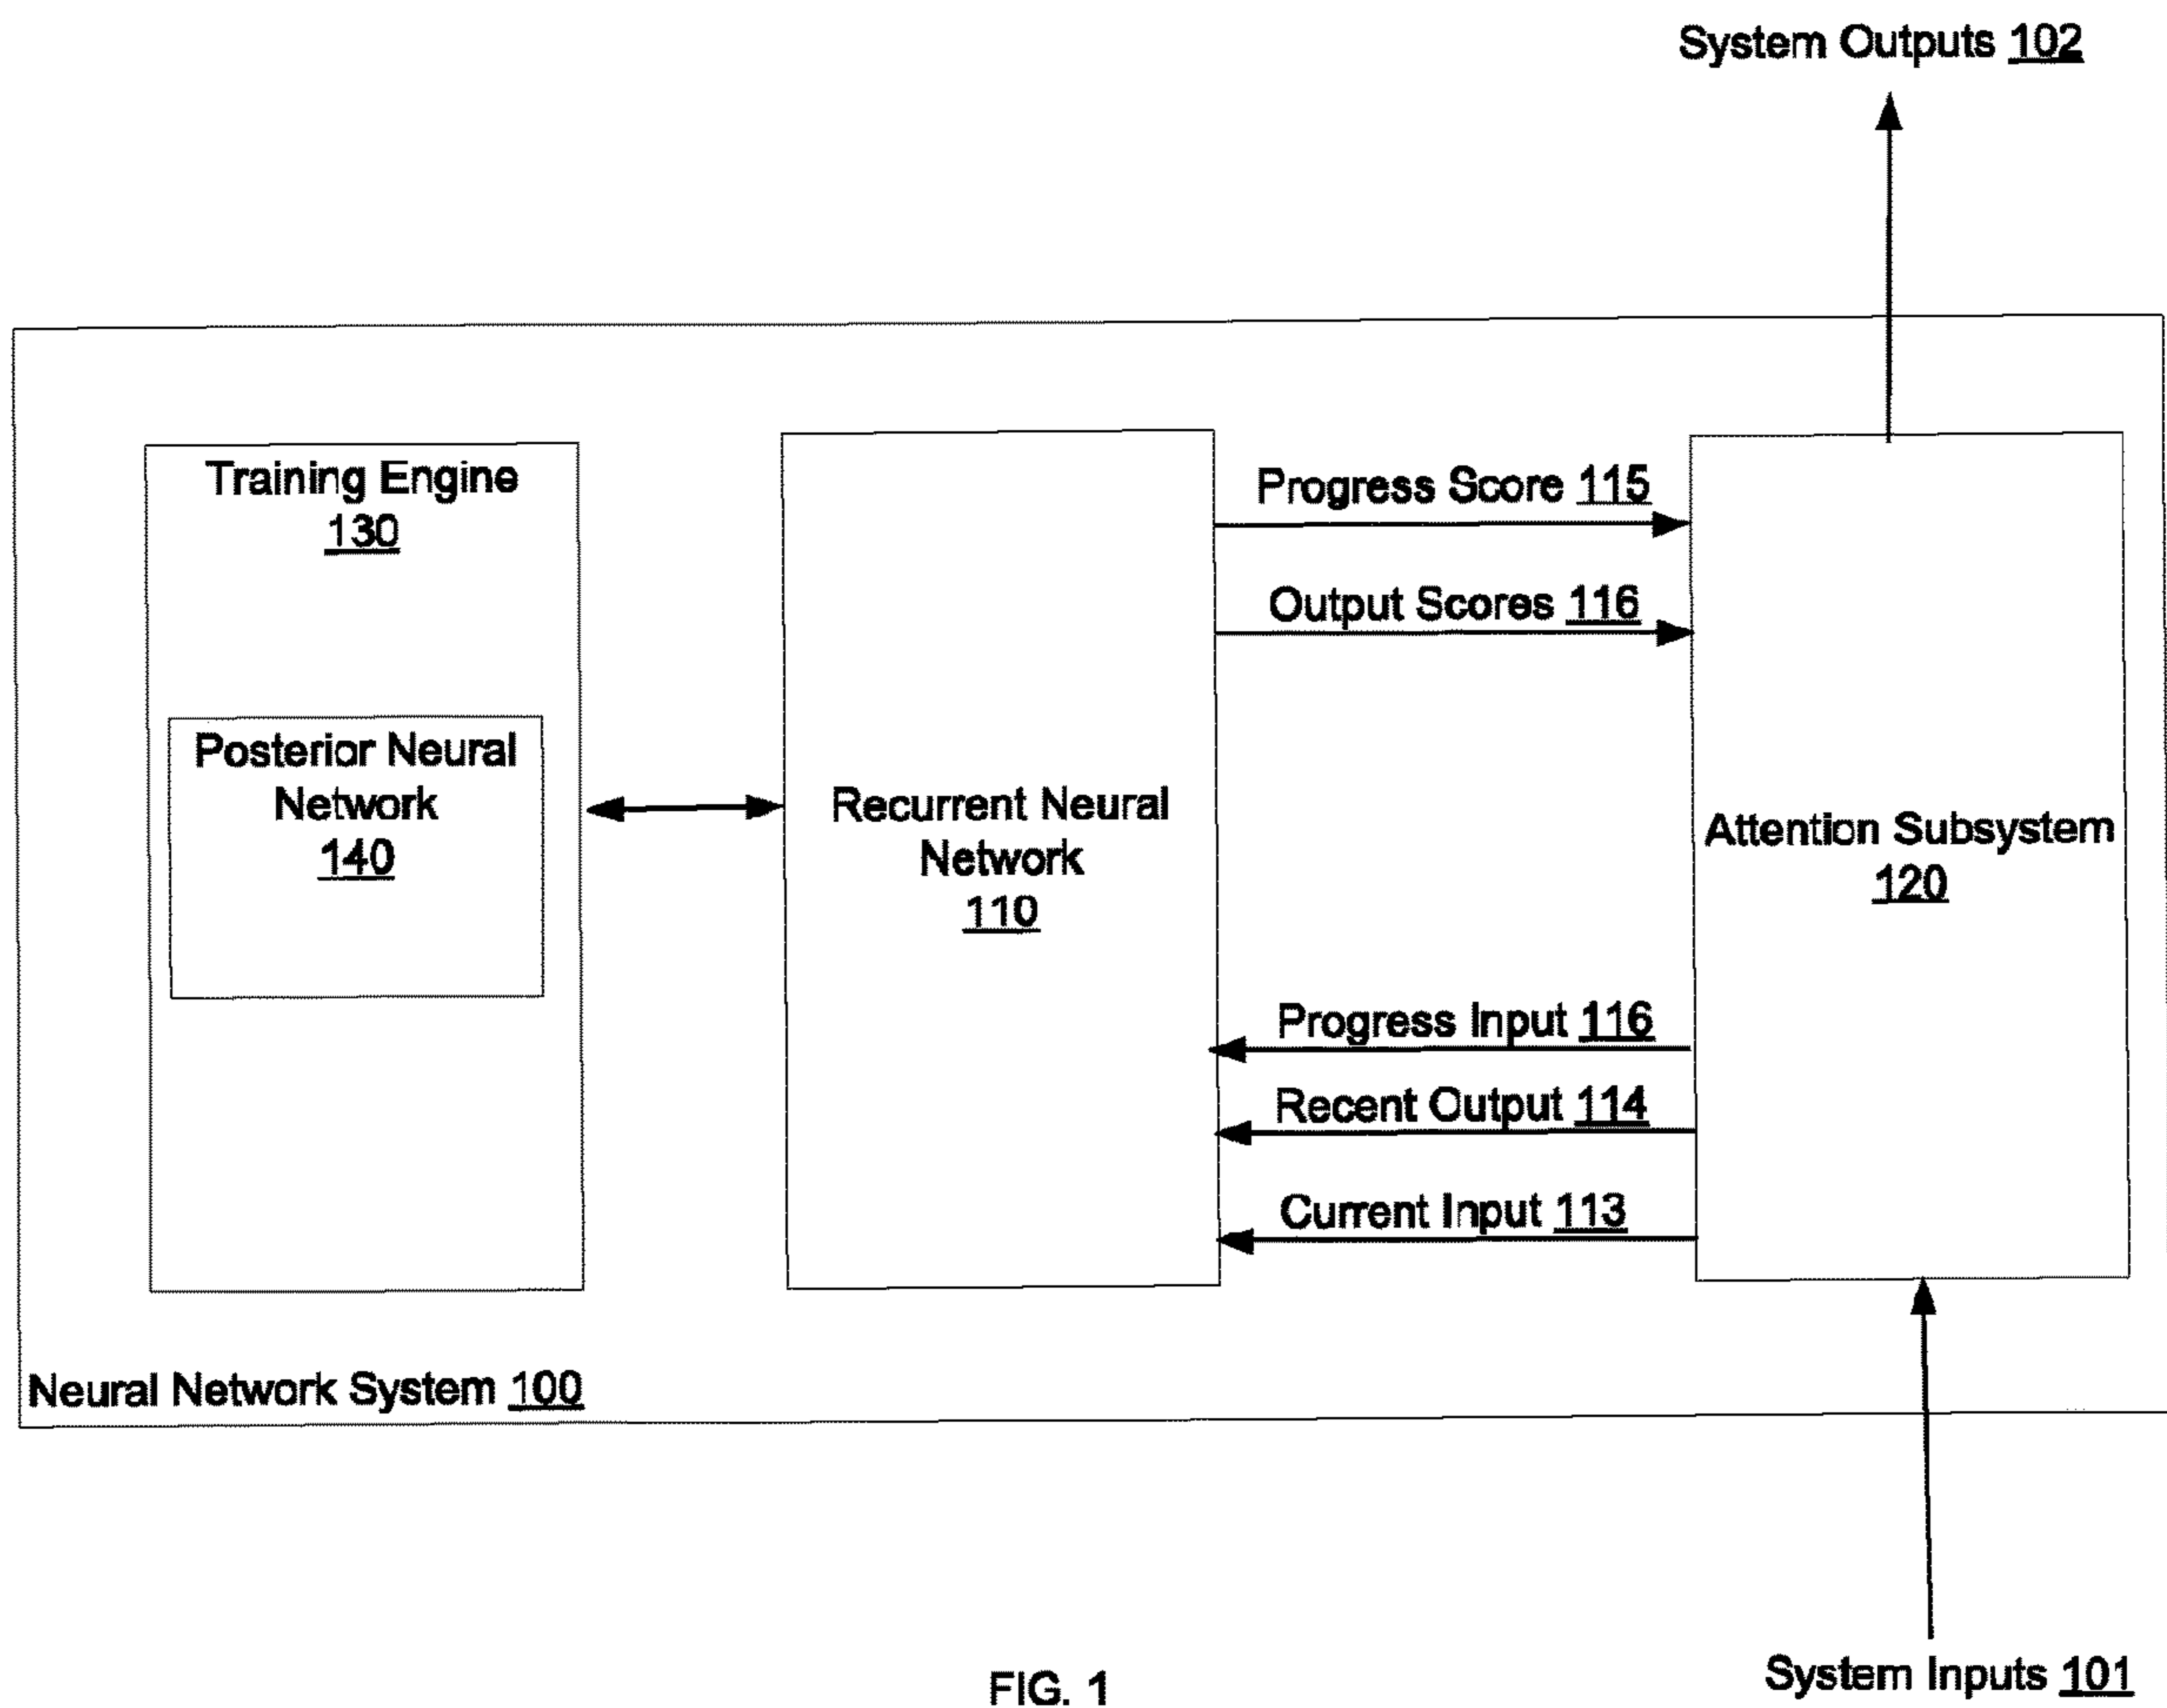 System Outputs 102
Training Engine
130
Posterior Neural
Network
140
Recurrent Neural
Network
110
Progress Score 115
Output Scores 116
Progress Input 116
Recent Output 114
Current Input 113
Attention Subsystem
120
Neural Network System 100
System Inputs 101
FIG. 1